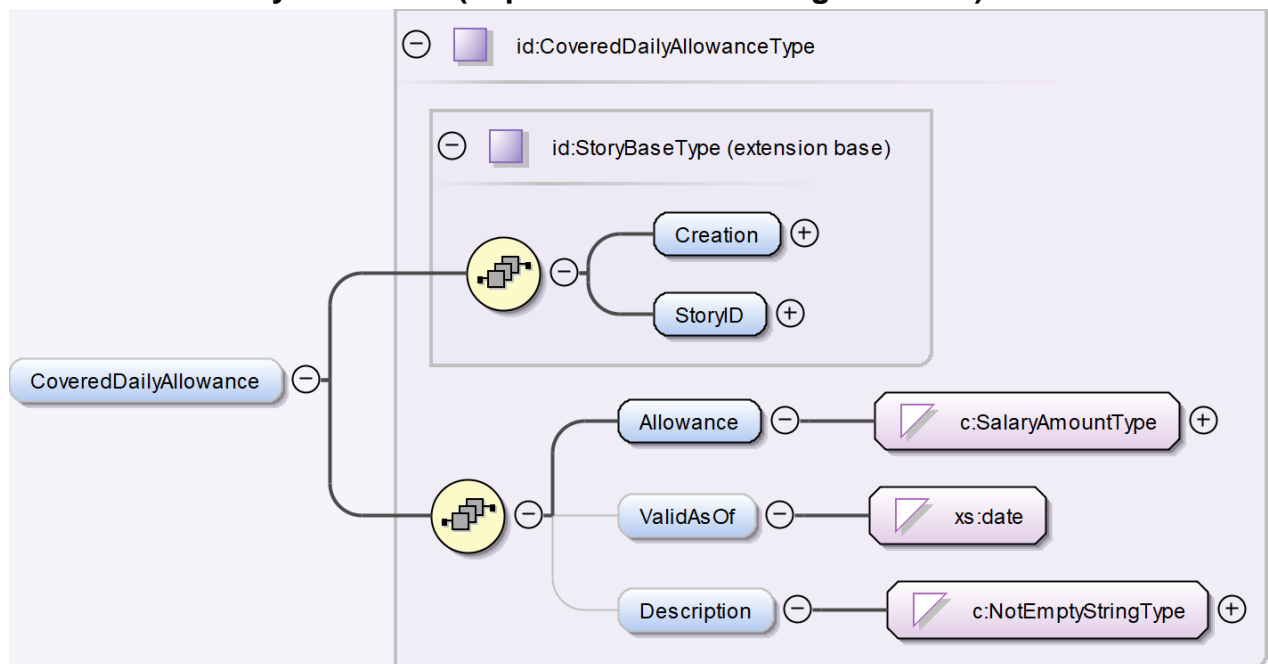 id:CoveredDailyAllowanceType
id:StoryBaseType (extension base)
Creation
StoryID
CoveredDailyAllowance
Allowance
c:SalaryAmountType
ValidAsOf
xs:date
Description
c:NotEmptyStringType